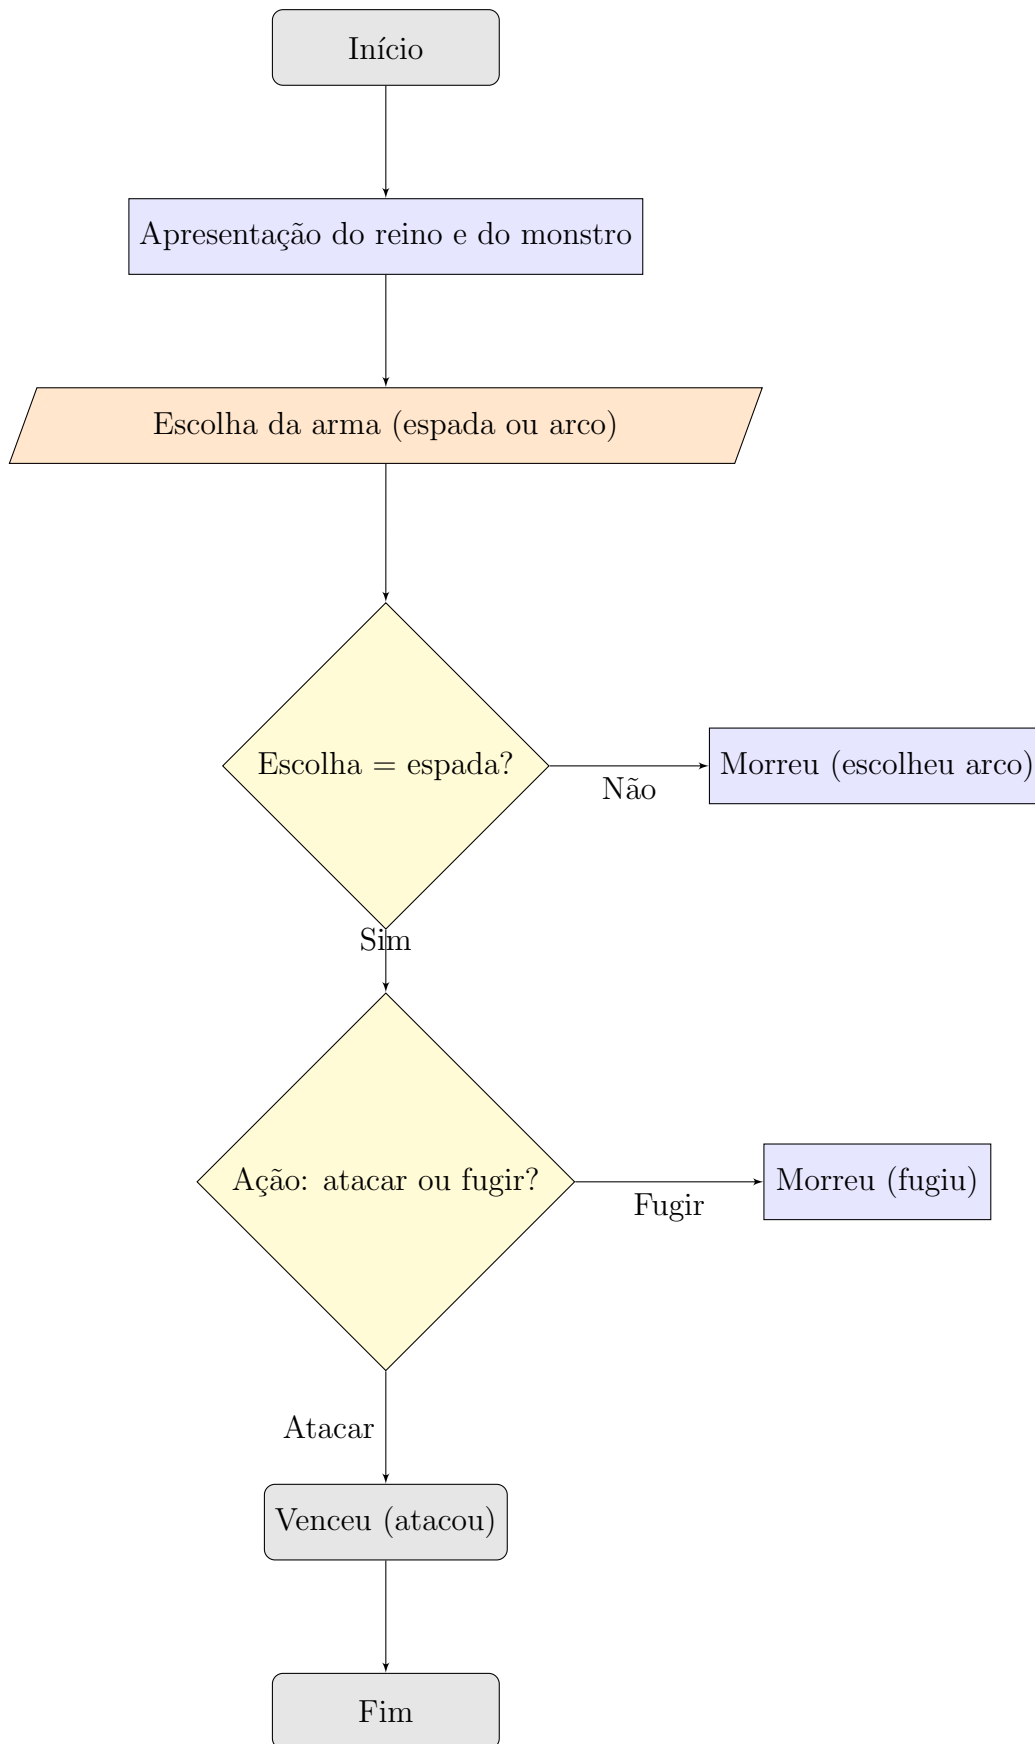 Início
Apresentação do reino e do monstro
Escolha da arma (espada ou arco)
Escolha = espada?
Não
Morreu (escolheu arco)
Sim
Ação: atacar ou fugir?
Fugir
Morreu (fugiu)
Atacar
Venceu (atacou)
Fim